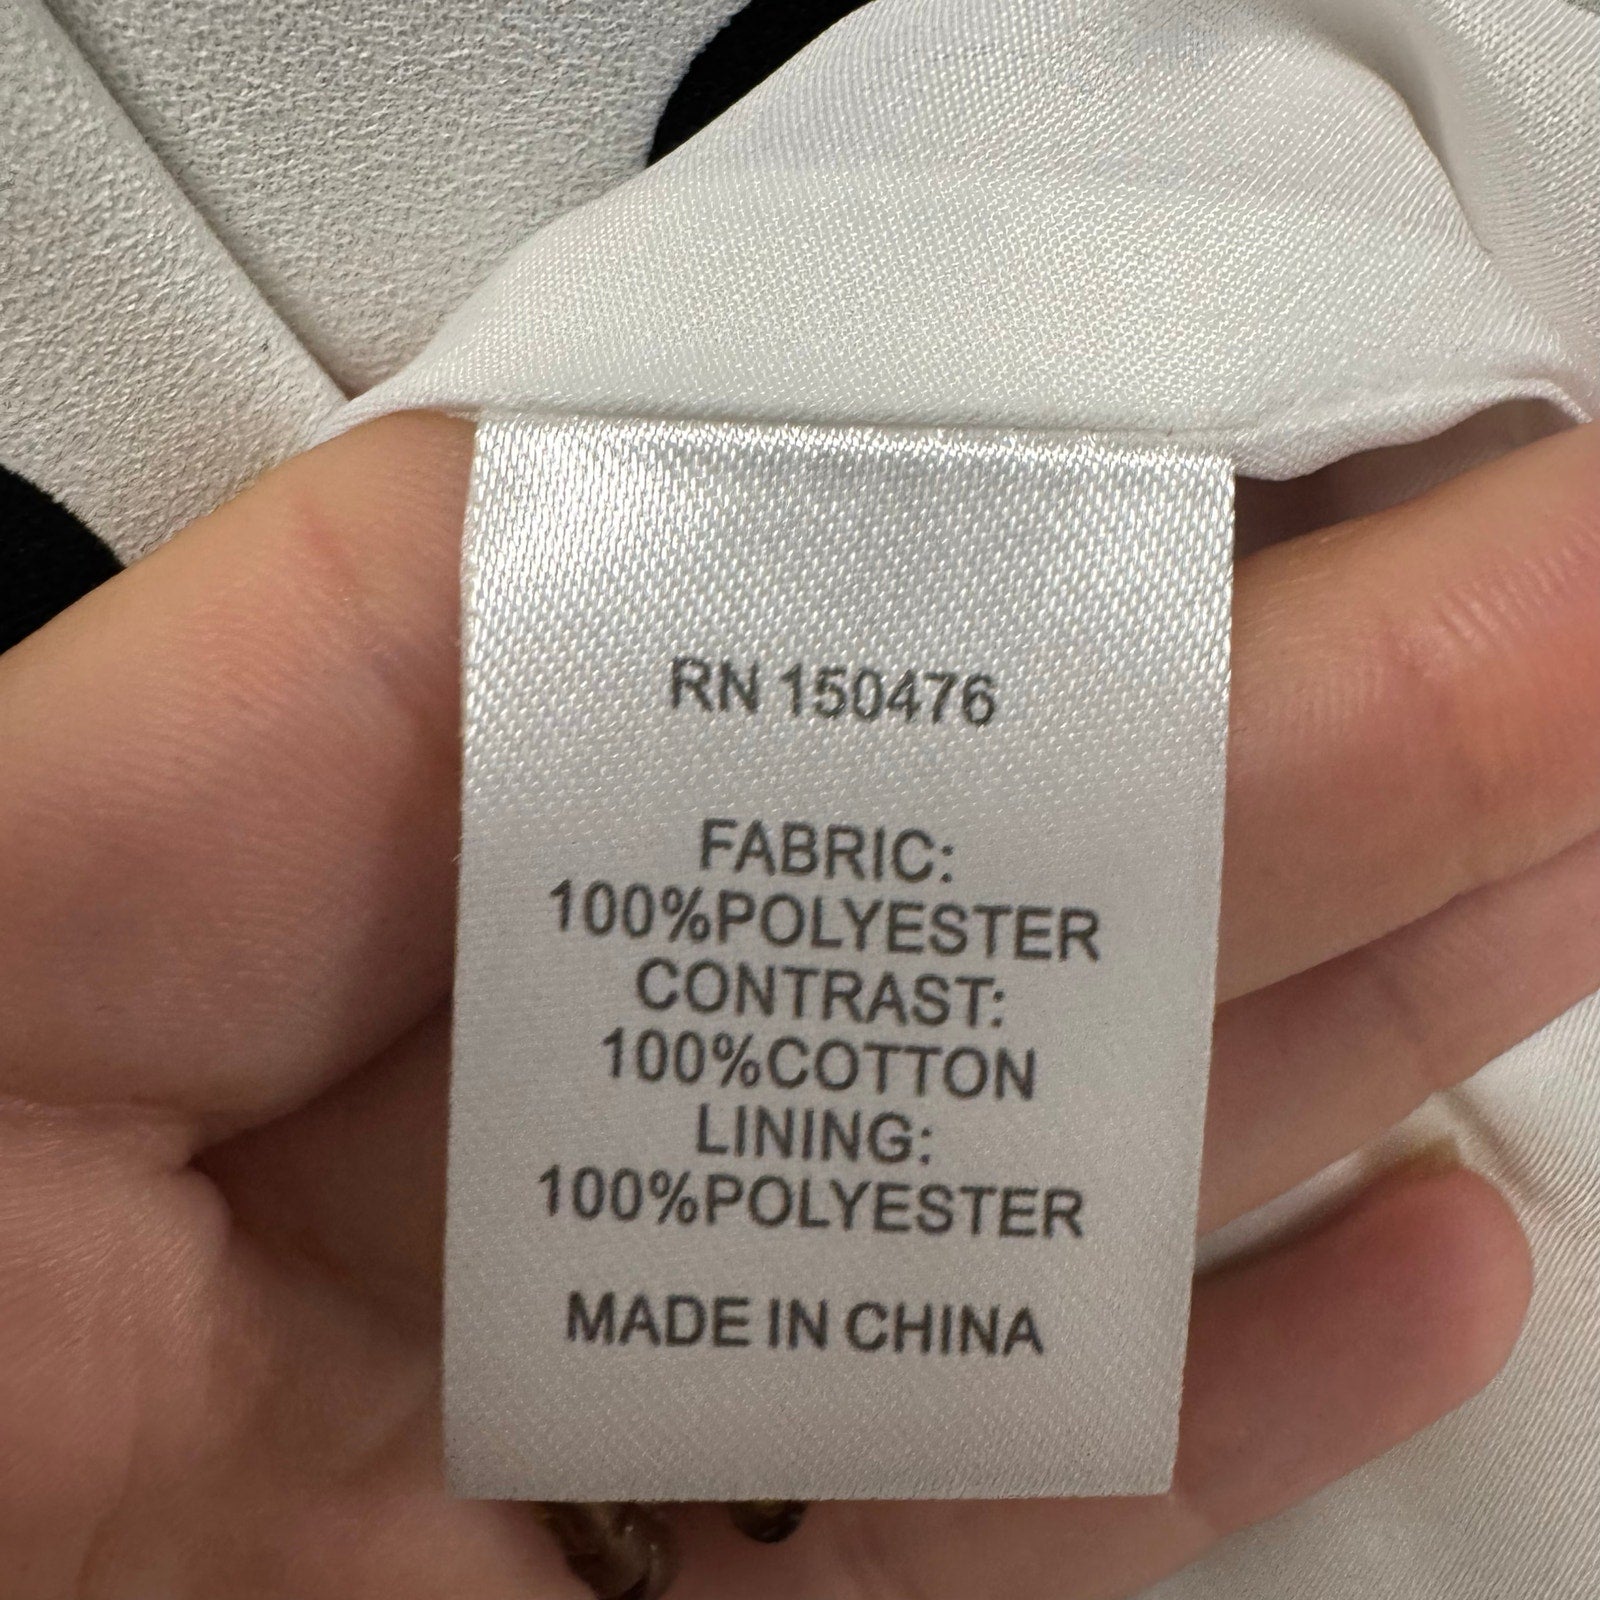 RN 150476
FABRIC:
100%POLYESTER
CONTRAST:
100%COTTON
LINING:
100%POLYESTER
MADE IN CHINA